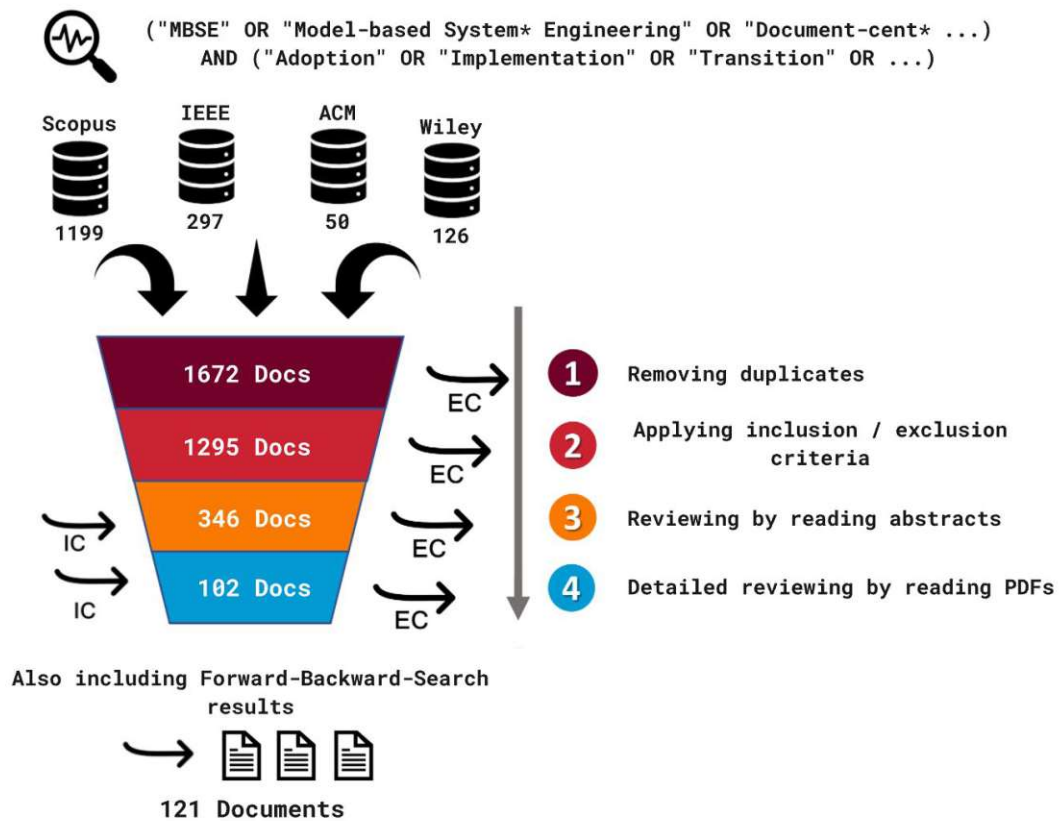 ("MBSE" OR "Model-based System* Engineering" OR "Document-cent* ...)
AND ("Adoption" OR "Implementation" OR "Transition" OR ...)
Scopus
IEEE
ACM
Wiley
1199
297
50
126
1672 Docs
EC
1
Removing duplicates
1295 Docs
EC
2
Applying inclusion / exclusion
criteria
IC
346 Docs
EC
3
Reviewing by reading abstracts
IC
102 Docs
EC
4
Detailed reviewing by reading PDFs
Also including Forward-Backward-Search
results
121 Documents